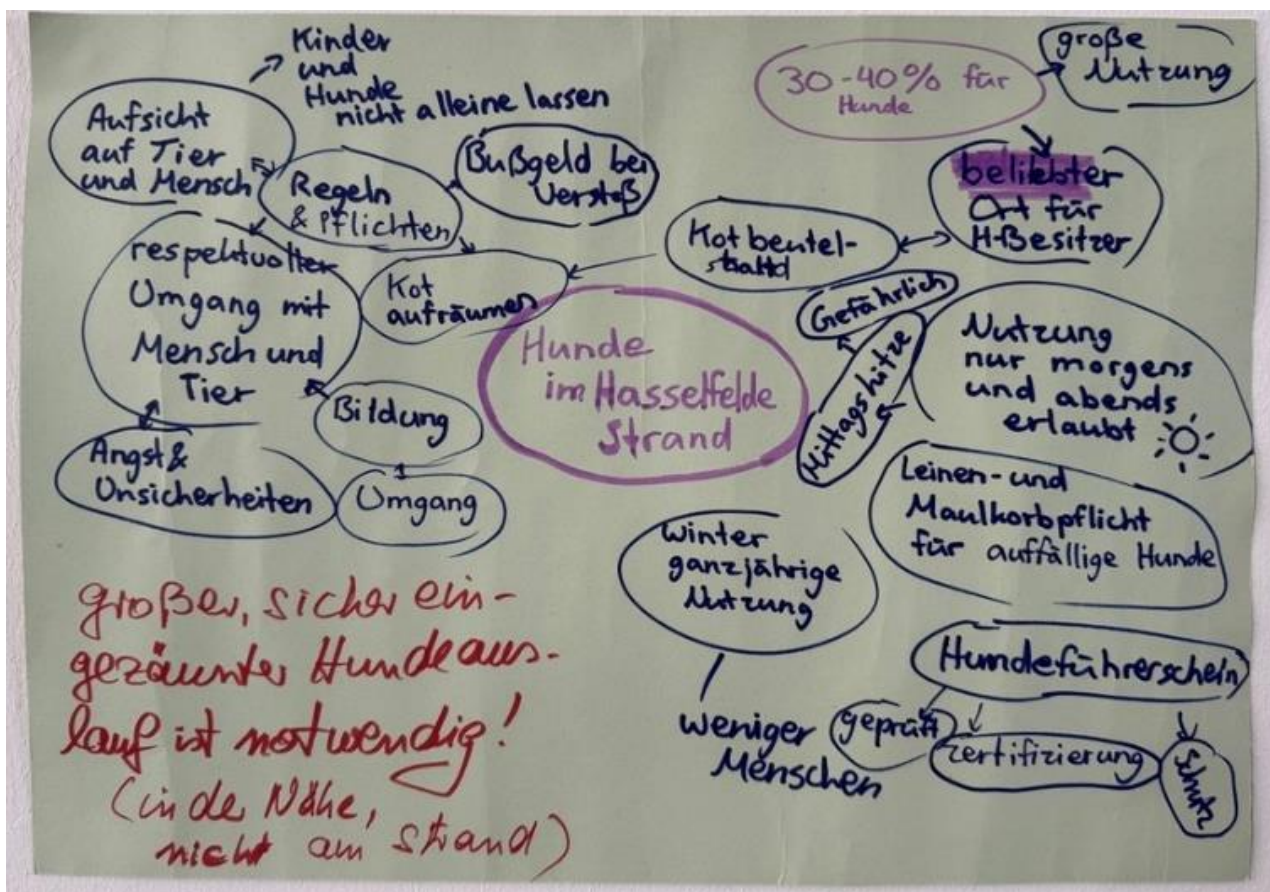 Kinder
und
Hunde
nicht alleine lassen
Aufsicht
auf Tier
und Mensch
Regeln
& Pflichten
Bußgeld bei
Verstoß
respektvoller
Umgang mit
Mensch und
Tier
Kot
aufräumen
Bildung
Umgang
Angst &
Unsicherheiten
30-40% für
Hunde
große
Nutzung
beliebter
Ort für
H-Besitzer
Kotbeutel-
Hunde
im Hasselfelde
Strand
Gefährlich
Mittagshitze
Nutzung
nur morgens
und abends
erlaubt
Leinen- und
Maulkorbpflicht
für auffällige Hunde
Winter
ganzjährige
Nutzung
weniger
Menschen
Hundeführerschein
geprüft
Zertifizierung
Schutz
großer, sicher ein-
gezäunter Hundeaus-
lauf ist notwendig!
(in der Nähe,
nicht am Strand)